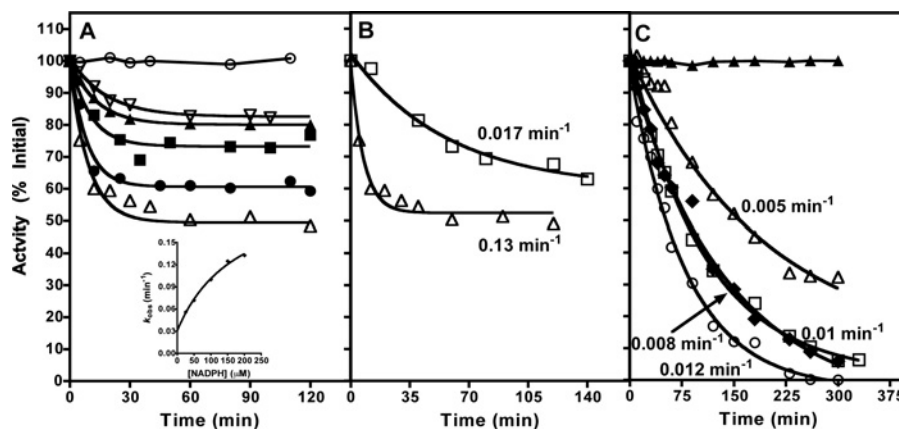 A
B
C
Actvity (% Initial)
110
100
90
80
70
60
50
40
30
20
10
0
0 30 60 90 120
Time (min)
kobs (min-1)
0.15
0.12
0.09
0.06
0.03
0.00
0 50 100 150 200 250
[NADPH] (μM)
0.017 min-1
0.13 min-1
0 35 70 105 140
Time (min)
0.005 min-1
0.01 min-1
0.008 min-1
0.012 min-1
0 75 150 225 300 375
Time (min)